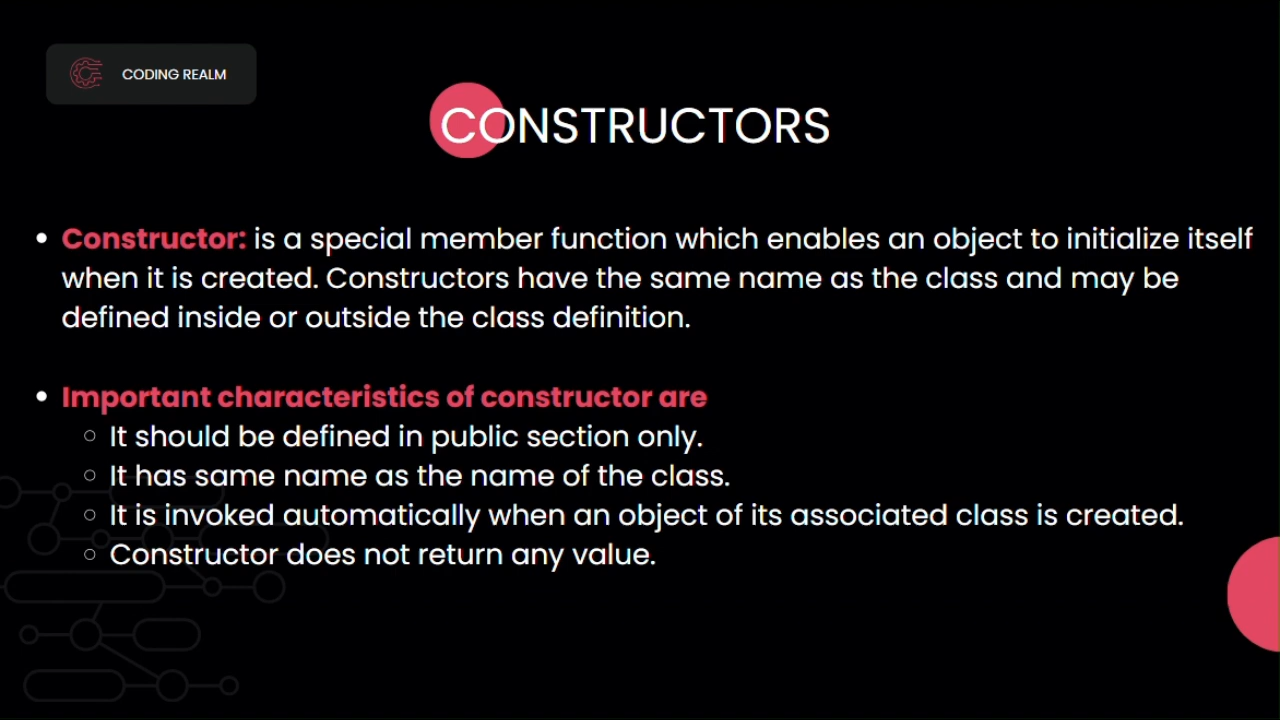 CODING REALM
CONSTRUCTORS
• Constructor: is a special member function which enables an object to initialize itself
when it is created. Constructors have the same name as the class and may be
defined inside or outside the class definition.
• Important characteristics of constructor are
○ It should be defined in public section only.
○ It has same name as the name of the class.
○ It is invoked automatically when an object of its associated class is created.
○ Constructor does not return any value.